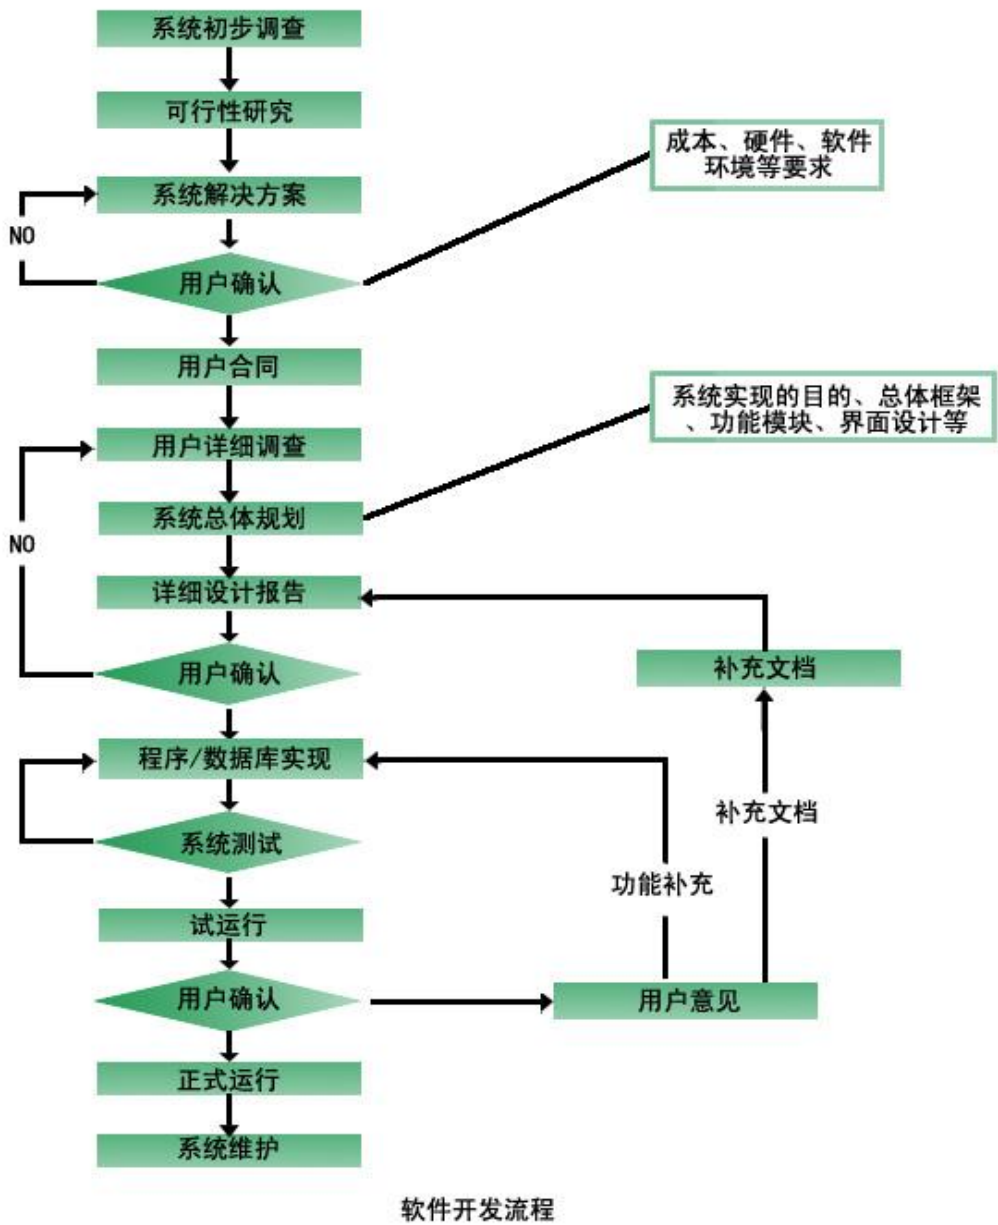 系统初步调查
可行性研究
成本、硬件、软件
环境等要求
系统解决方案
NO
用户确认
用户合同
系统实现的目的、总体框架
、功能模块、界面设计等
用户详细调查
系统总体规划
NO
详细设计报告
用户确认
补充文档
程序/数据库实现
补充文档
系统测试
功能补充
试运行
用户确认
用户意见
正式运行
系统维护
软件开发流程